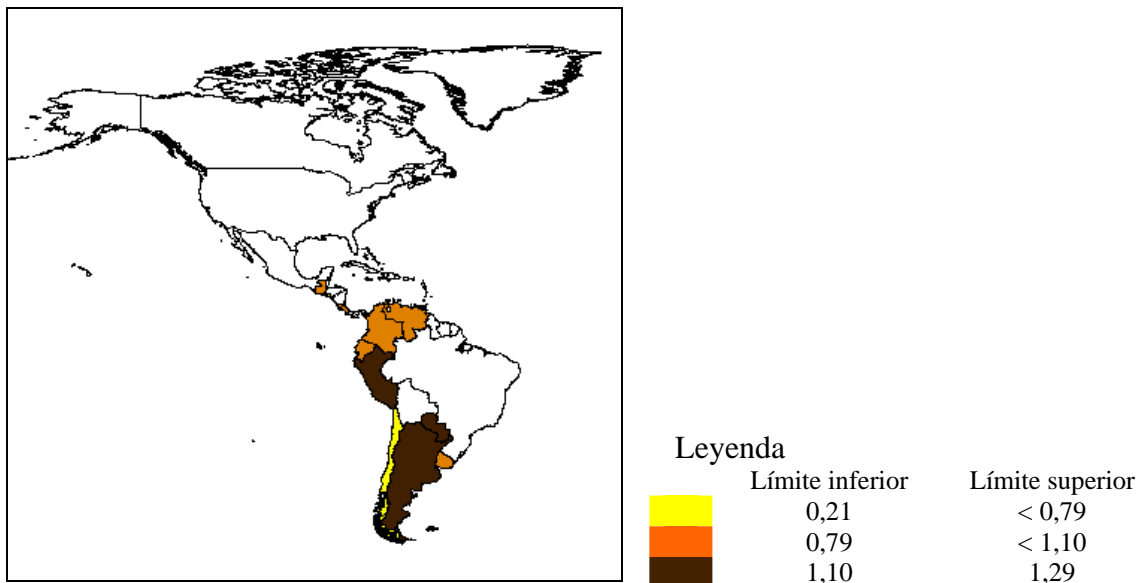 Leyenda
Límite inferior Límite superior
0,21 < 0,79
0,79 < 1,10
1,10 1,29